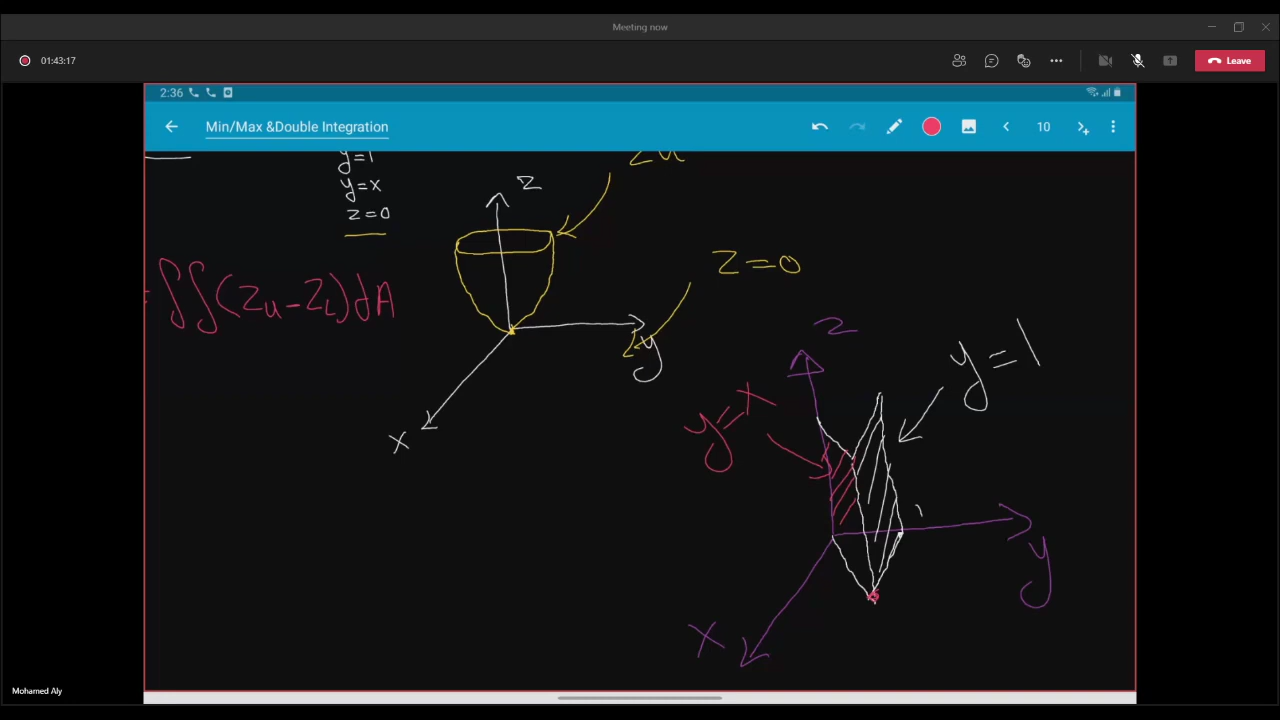 Meeting now
01:43:17
Leave
2:36
Min/Max &Double Integration
10
y=1
y=x
z=0
z
y
x
= ∬(Zu-ZL)dA
Zu
z=0
z
y=1
y=x
1
y
x
Mohamed Aly